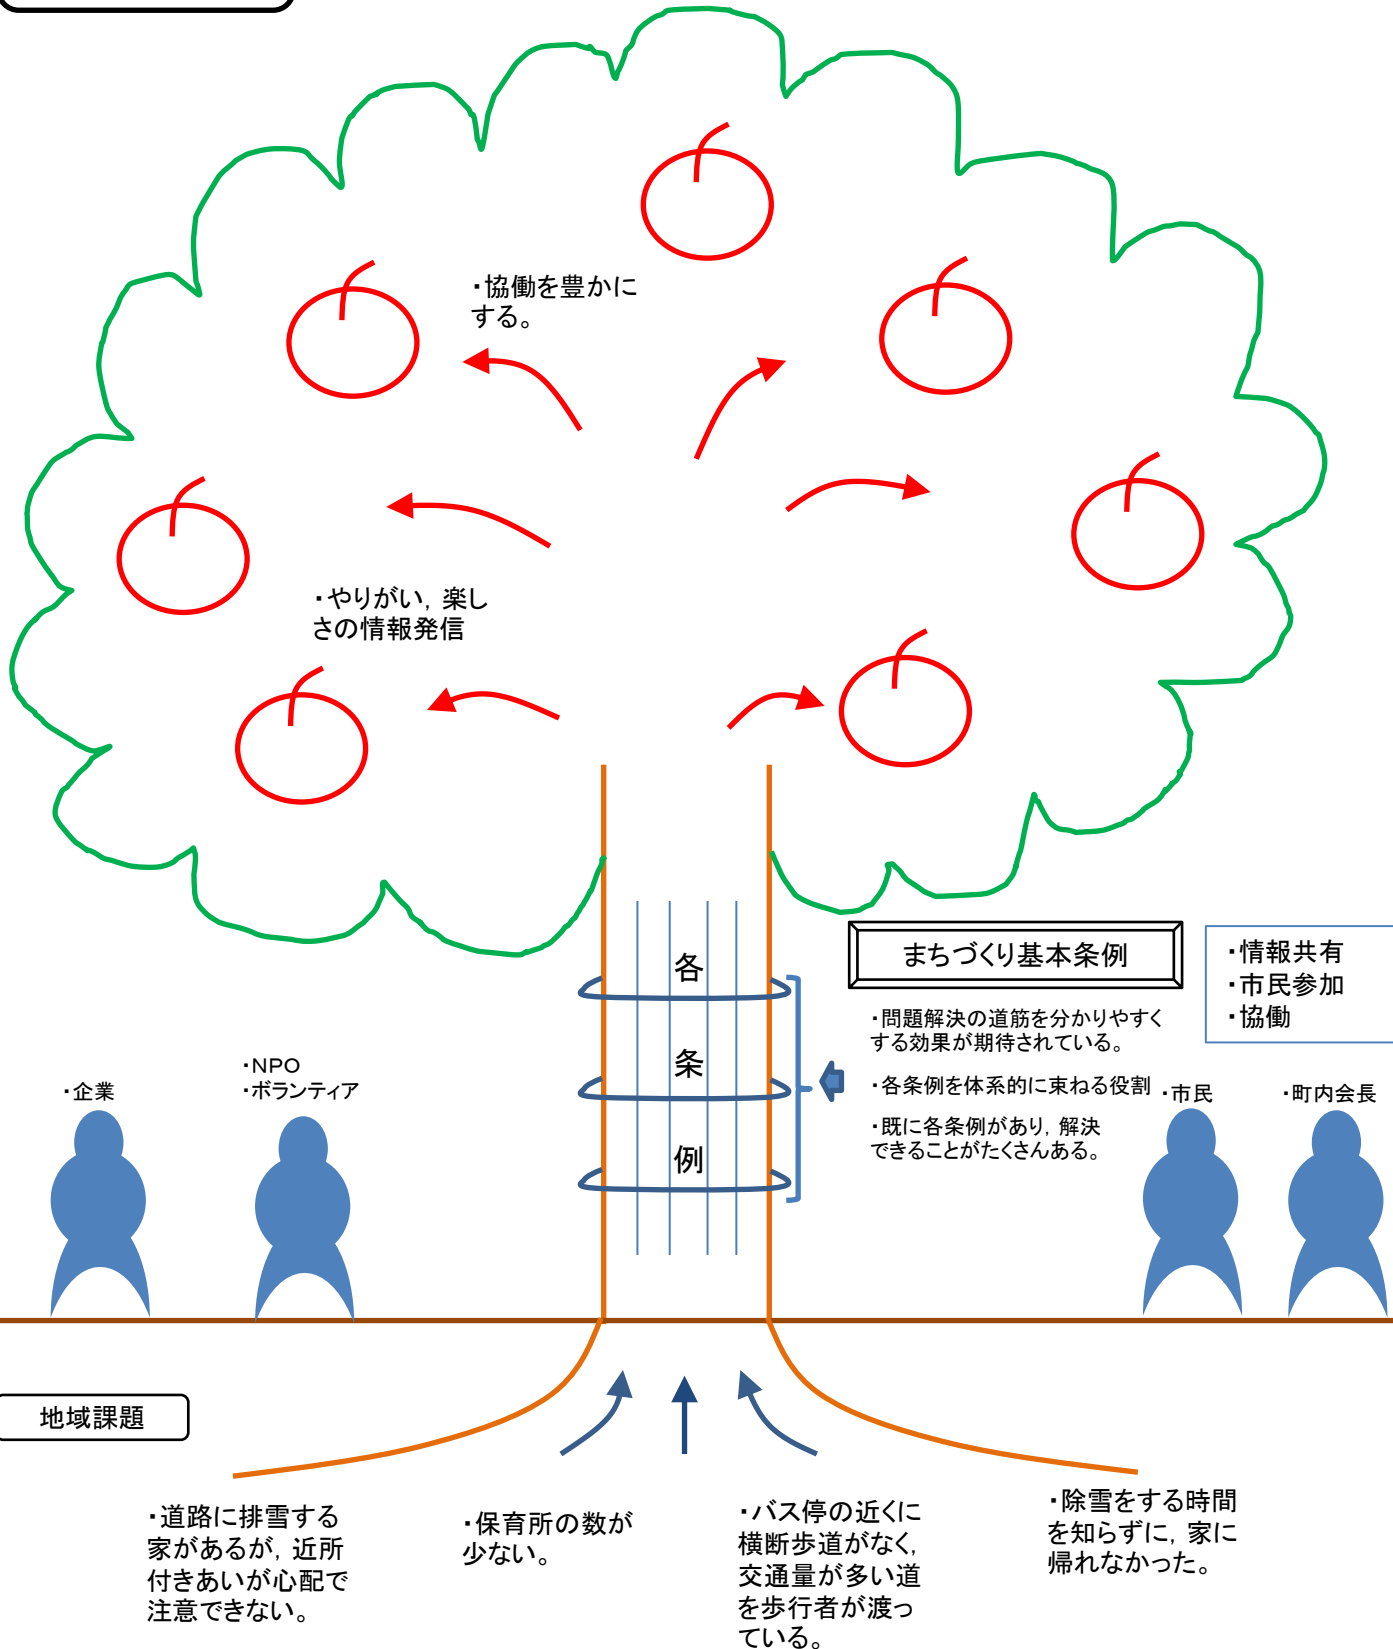 ・協働を豊かに
する。
・やりがい，楽し
さの情報発信
各
条
例
まちづくり基本条例
・情報共有
・市民参加
・協働
・問題解決の道筋を分かりやすく
する効果が期待されている。
・各条例を体系的に束ねる役割
・既に各条例があり，解決
できることがたくさんある。
・企業
・NPO
・ボランティア
・市民
・町内会長
地域課題
・道路に排雪する
家があるが，近所
付きあいが心配で
注意できない。
・保育所の数が
少ない。
・バス停の近くに
横断歩道がなく，
交通量が多い道
を歩行者が渡っ
ている。
・除雪をする時間
を知らずに，家に
帰れなかった。